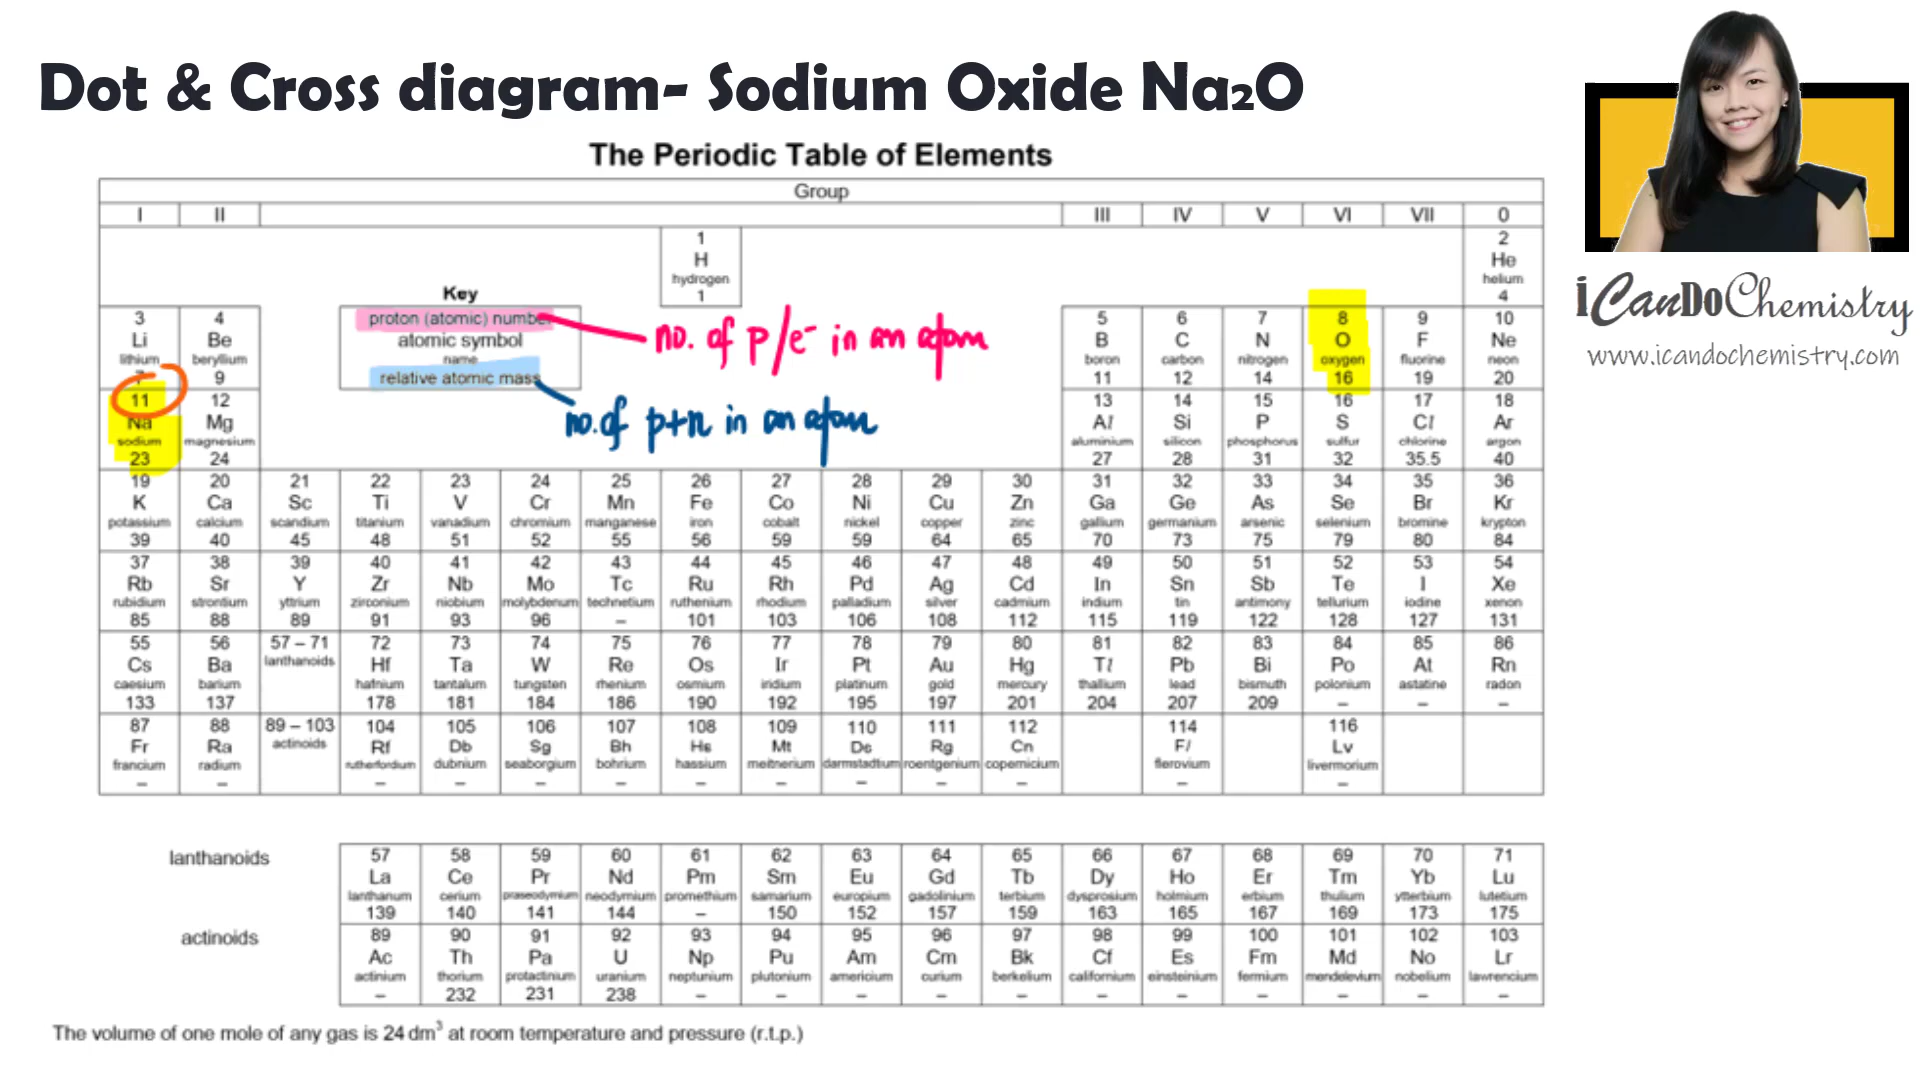 Dot & Cross diagram- Sodium Oxide Na₂O
The Periodic Table of Elements
Group
I II III IV V VI VII 0
1 2
H He
hydrogen helium
1 4
Key
3 4 proton (atomic) number 5 6 7 8 9 10
Li Be atomic symbol B C N O F Ne
lithium beryllium name boron carbon nitrogen oxygen fluorine neon
7 9 relative atomic mass 11 12 14 16 19 20
no. of p/e⁻ in an atom
no. of p+n in an atom
11 12 13 14 15 16 17 18
Na Mg Al Si P S Cl Ar
sodium magnesium aluminium silicon phosphorus sulfur chlorine argon
23 24 27 28 31 32 35.5 40
19 20 21 22 23 24 25 26 27 28 29 30 31 32 33 34 35 36
K Ca Sc Ti V Cr Mn Fe Co Ni Cu Zn Ga Ge As Se Br Kr
potassium calcium scandium titanium vanadium chromium manganese iron cobalt nickel copper zinc gallium germanium arsenic selenium bromine krypton
39 40 45 48 51 52 55 56 59 59 64 65 70 73 75 79 80 84
37 38 39 40 41 42 43 44 45 46 47 48 49 50 51 52 53 54
Rb Sr Y Zr Nb Mo Tc Ru Rh Pd Ag Cd In Sn Sb Te I Xe
rubidium strontium yttrium zirconium niobium molybdenum technetium ruthenium rhodium palladium silver cadmium indium tin antimony tellurium iodine xenon
85 88 89 91 93 96 – 101 103 106 108 112 115 119 122 128 127 131
55 56 57 – 71 72 73 74 75 76 77 78 79 80 81 82 83 84 85 86
Cs Ba lanthanoids Hf Ta W Re Os Ir Pt Au Hg Tl Pb Bi Po At Rn
caesium barium hafnium tantalum tungsten rhenium osmium iridium platinum gold mercury thallium lead bismuth polonium astatine radon
133 137 178 181 184 186 190 192 195 197 201 204 207 209 – – –
87 88 89 – 103 104 105 106 107 108 109 110 111 112 114 116
Fr Ra actinoids Rf Db Sg Bh Hs Mt Ds Rg Cn Fl Lv
francium radium rutherfordium dubnium seaborgium bohrium hassium meitnerium darmstadtium roentgenium copernicium flerovium livermorium
– – – – – – – – – – – – –
lanthanoids
57 58 59 60 61 62 63 64 65 66 67 68 69 70 71
La Ce Pr Nd Pm Sm Eu Gd Tb Dy Ho Er Tm Yb Lu
lanthanum cerium praseodymium neodymium promethium samarium europium gadolinium terbium dysprosium holmium erbium thulium ytterbium lutetium
139 140 141 144 – 150 152 157 159 163 165 167 169 173 175
actinoids
89 90 91 92 93 94 95 96 97 98 99 100 101 102 103
Ac Th Pa U Np Pu Am Cm Bk Cf Es Fm Md No Lr
actinium thorium protactinium uranium neptunium plutonium americium curium berkelium californium einsteinium fermium mendelevium nobelium lawrencium
– 232 231 238 – – – – – – – – – – –
The volume of one mole of any gas is 24 dm³ at room temperature and pressure (r.t.p.)
iCanDoChemistry
www.icandochemistry.com